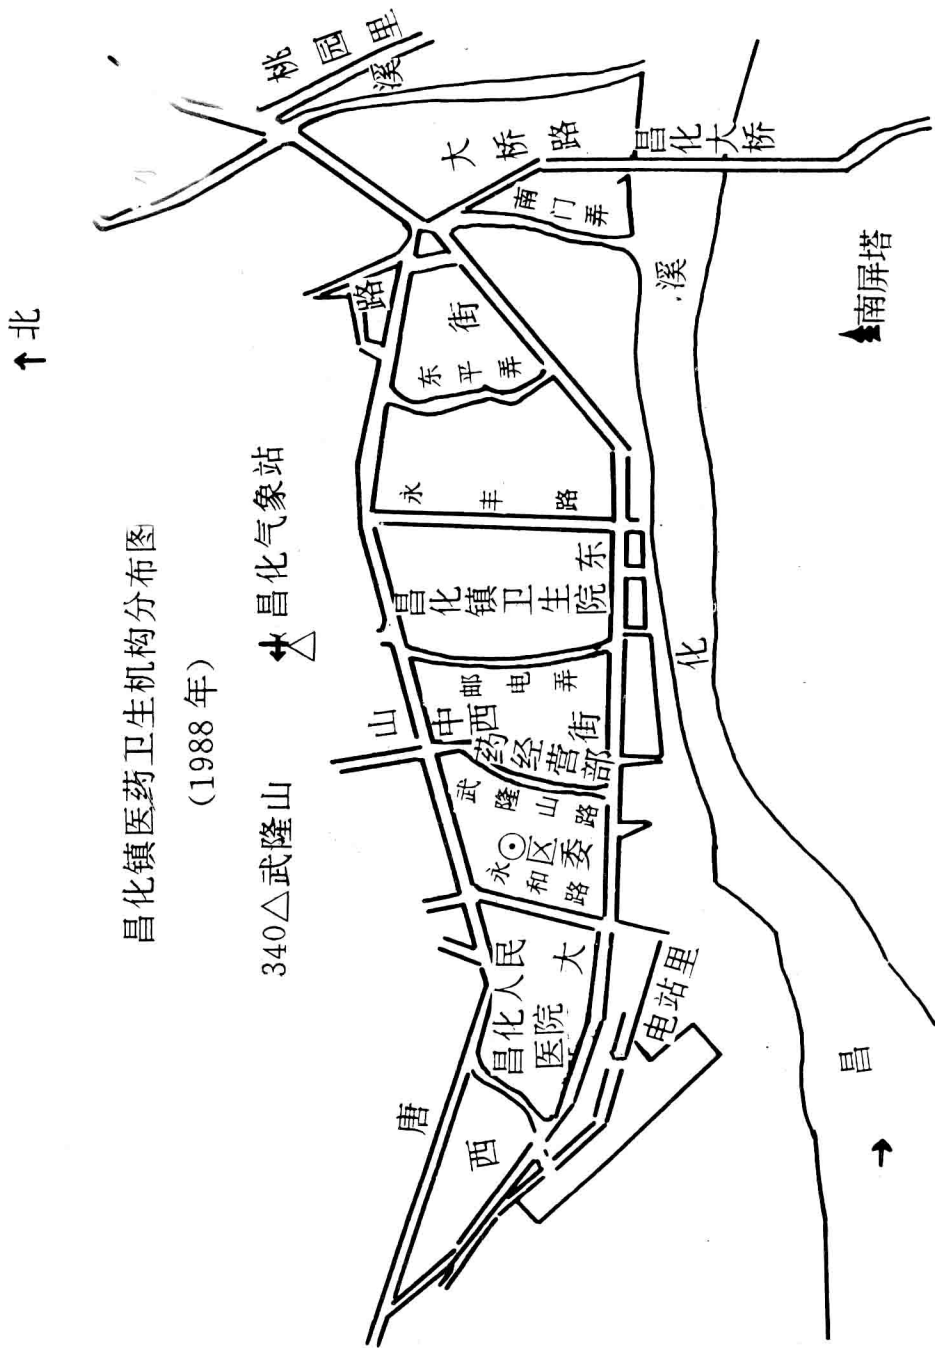 昌化镇医药卫生机构分布图
(1988年)
↑北
340△武隆山
昌化气象站
桃园里
溪
大桥路
昌化大桥
南门弄
路
街
东平弄
溪
南屏塔
永丰路
东
昌化镇卫生院
邮电弄
化
山
中西
药经营部
街
武隆山路
永和路
区委
昌化人民
医院
大
电站里
唐
西
昌